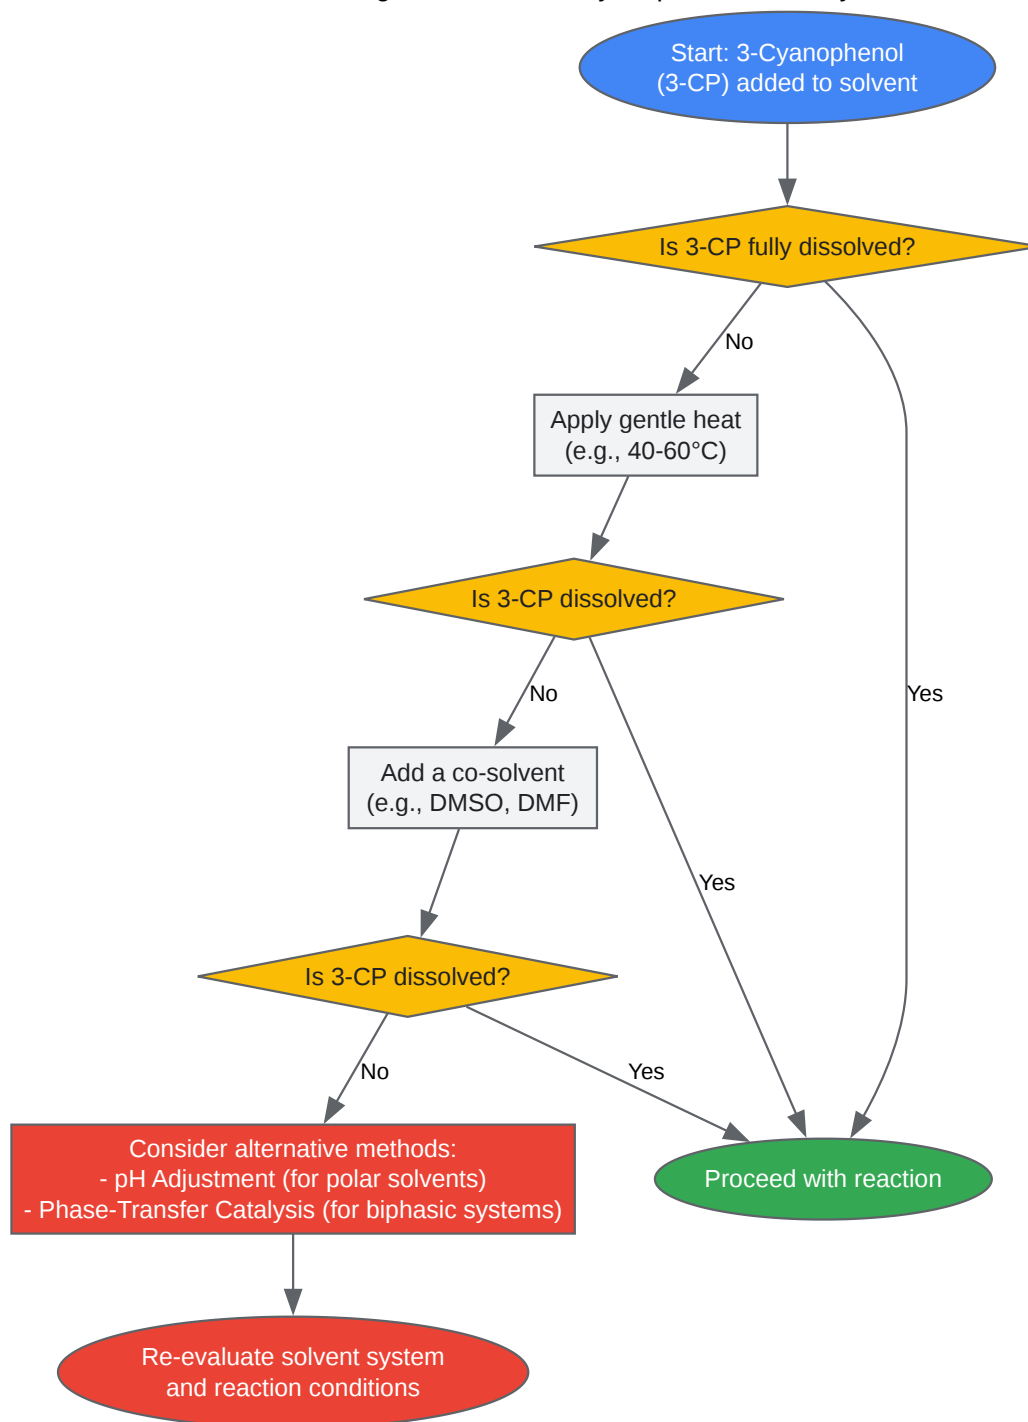 Start: 3-Cyanophenol
(3-CP) added to solvent
Is 3-CP fully dissolved?
No
Apply gentle heat
(e.g., 40-60°C)
Is 3-CP dissolved?
No
Yes
Add a co-solvent
(e.g., DMSO, DMF)
Yes
Is 3-CP dissolved?
No
Yes
Consider alternative methods:
- pH Adjustment (for polar solvents)
- Phase-Transfer Catalysis (for biphasic systems)
Proceed with reaction
Re-evaluate solvent system
and reaction conditions